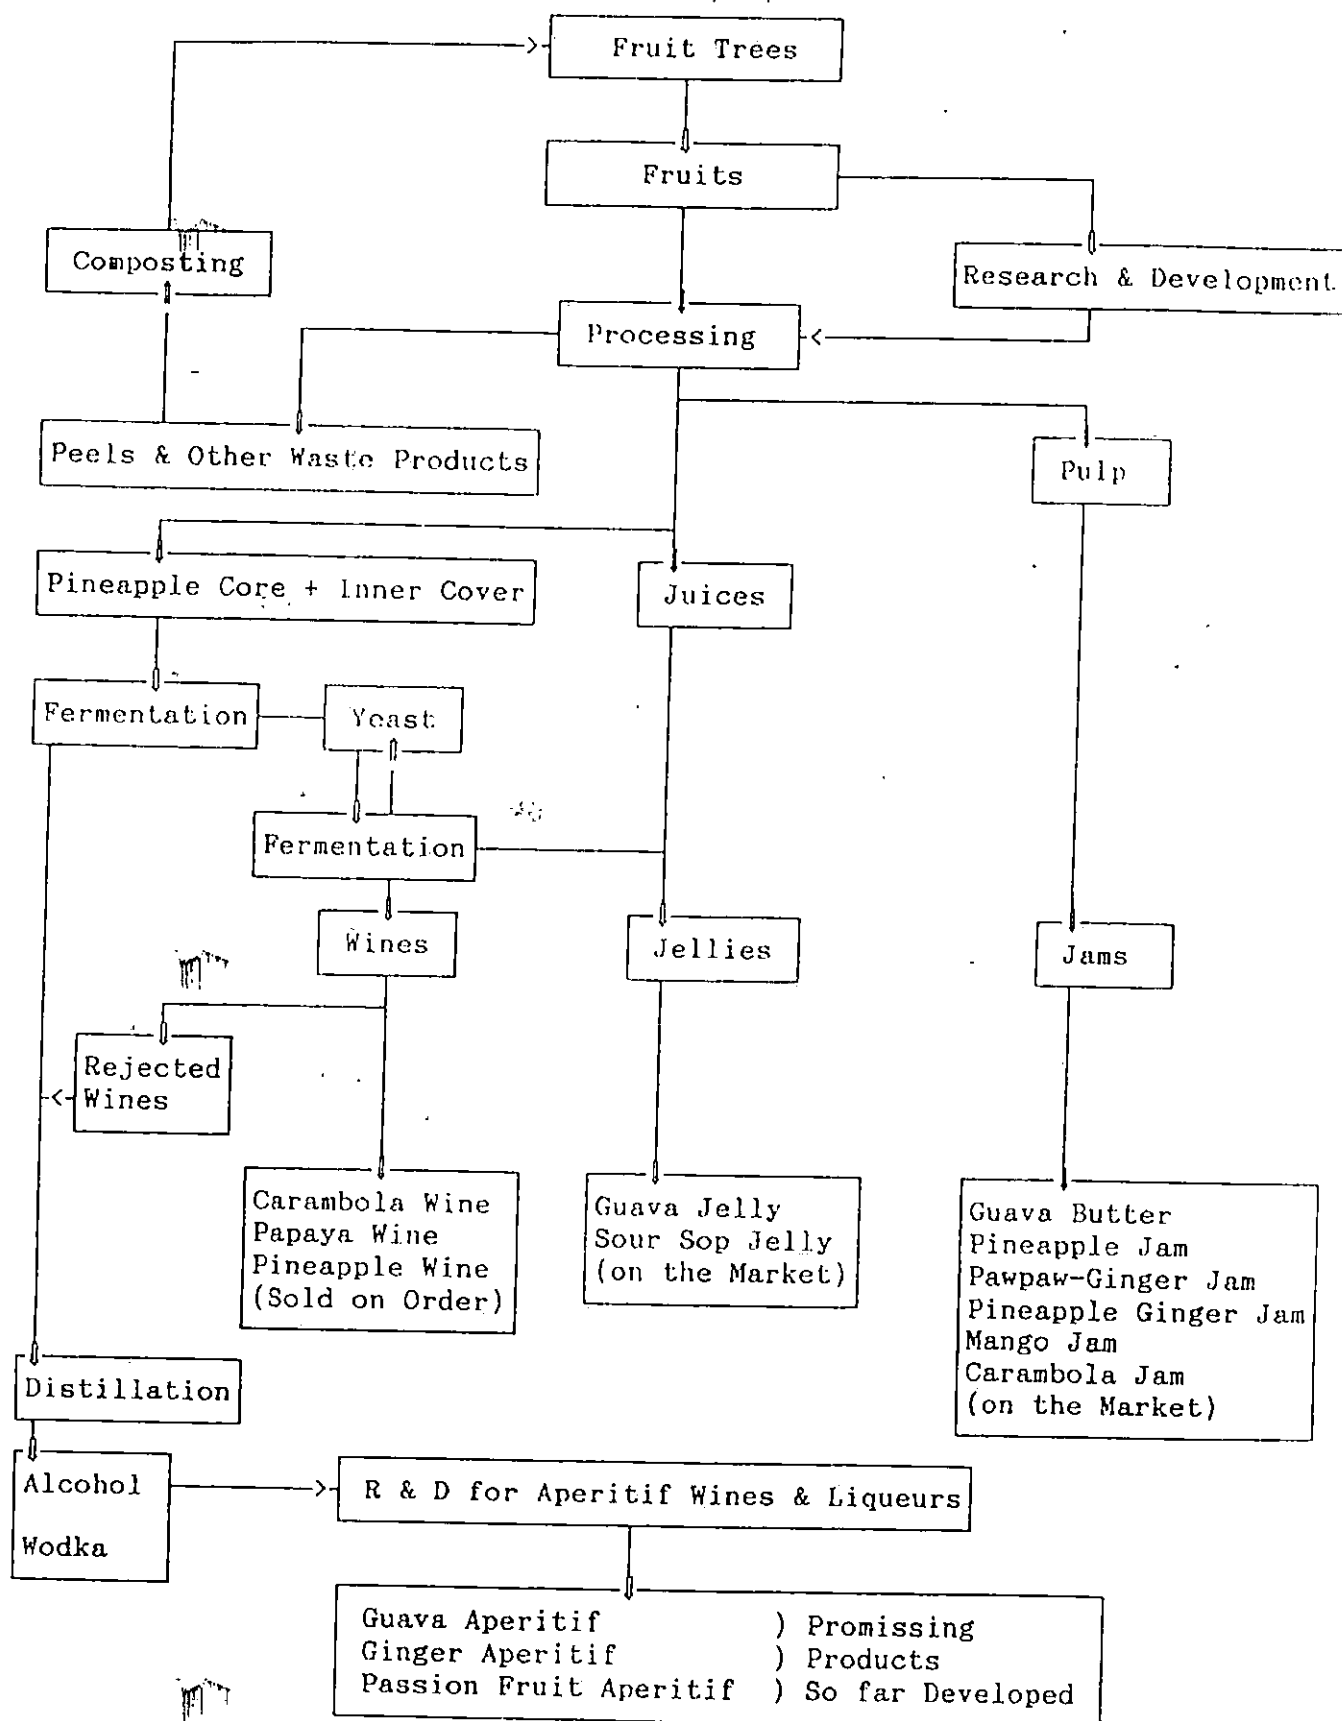 Fruit Trees
Fruits
Composting
Research & Development
Processing
Peels & Other Waste Products
Pulp
Pineapple Core + Inner Cover
Juices
Fermentation
Yeast
Fermentation
Wines
Jellies
Jams
Rejected
Wines
Carambola Wine
Papaya Wine
Pineapple Wine
(Sold on Order)
Guava Jelly
Sour Sop Jelly
(on the Market)
Guava Butter
Pineapple Jam
Pawpaw-Ginger Jam
Pineapple Ginger Jam
Mango Jam
Carambola Jam
(on the Market)
Distillation
Alcohol
Wodka
R & D for Aperitif Wines & Liqueurs
Guava Aperitif ) Promissing
Ginger Aperitif ) Products
Passion Fruit Aperitif ) So far Developed